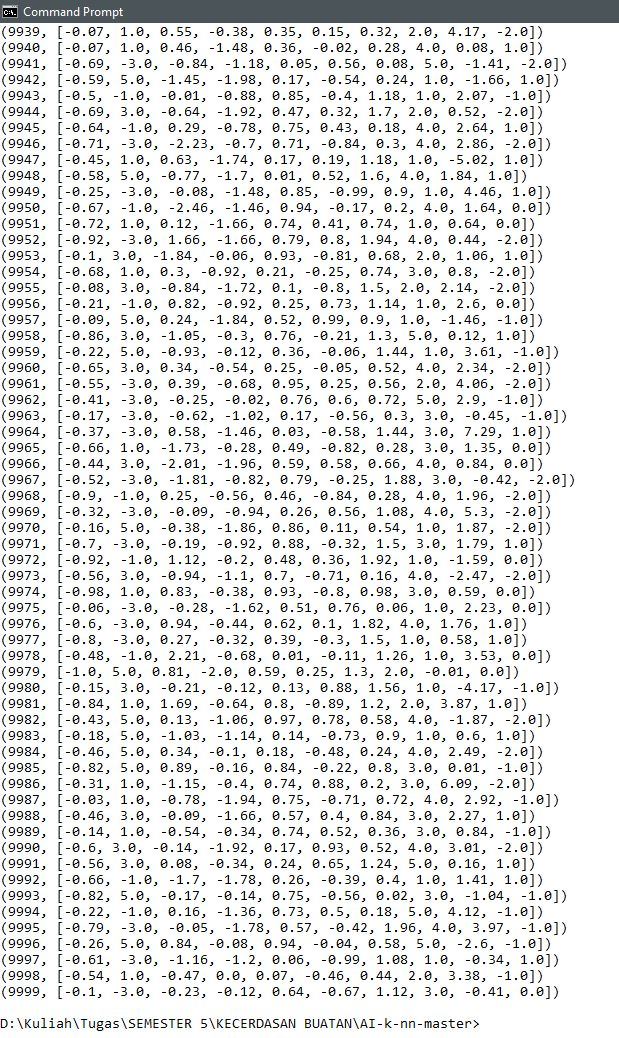 Command Prompt
(9939, [-0.07, 1.0, 0.55, -0.38, 0.35, 0.15, 0.32, 2.0, 4.17, -2.0])
(9940, [-0.07, 1.0, 0.46, -1.48, 0.36, -0.02, 0.28, 4.0, 0.08, 1.0])
(9941, [-0.69, -3.0, -0.84, -1.18, 0.05, 0.56, 0.08, 5.0, -1.41, -2.0])
(9942, [-0.59, 5.0, -1.45, -1.98, 0.17, -0.54, 0.24, 1.0, -1.66, 1.0])
(9943, [-0.5, -1.0, -0.01, -0.88, 0.85, -0.4, 1.18, 1.0, 2.07, -1.0])
(9944, [-0.69, 3.0, -0.64, -1.92, 0.47, 0.32, 1.7, 2.0, 0.52, -2.0])
(9945, [-0.64, -1.0, 0.29, -0.78, 0.75, 0.43, 0.18, 4.0, 2.64, 1.0])
(9946, [-0.71, -3.0, -2.23, -0.7, 0.71, -0.84, 0.3, 4.0, 2.86, -2.0])
(9947, [-0.45, 1.0, 0.63, -1.74, 0.17, 0.19, 1.18, 1.0, -5.02, 1.0])
(9948, [-0.58, 5.0, -0.77, -1.7, 0.01, 0.52, 1.6, 4.0, 1.84, 1.0])
(9949, [-0.25, -3.0, -0.08, -1.48, 0.85, -0.99, 0.9, 1.0, 4.46, 1.0])
(9950, [-0.67, -1.0, -2.46, -1.46, 0.94, -0.17, 0.2, 4.0, 1.64, 0.0])
(9951, [-0.72, 1.0, 0.12, -1.66, 0.74, 0.41, 0.74, 1.0, 0.64, 0.0])
(9952, [-0.92, -3.0, 1.66, -1.66, 0.79, 0.8, 1.94, 4.0, 0.44, -2.0])
(9953, [-0.1, 3.0, -1.84, -0.06, 0.93, -0.81, 0.68, 2.0, 1.06, 1.0])
(9954, [-0.68, 1.0, 0.3, -0.92, 0.21, -0.25, 0.74, 3.0, 0.8, -2.0])
(9955, [-0.08, 3.0, -0.84, -1.72, 0.1, -0.8, 1.5, 2.0, 2.14, -2.0])
(9956, [-0.21, -1.0, 0.82, -0.92, 0.25, 0.73, 1.14, 1.0, 2.6, 0.0])
(9957, [-0.09, 5.0, 0.24, -1.84, 0.52, 0.99, 0.9, 1.0, -1.46, -1.0])
(9958, [-0.86, 3.0, -1.05, -0.3, 0.76, -0.21, 1.3, 5.0, 0.12, 1.0])
(9959, [-0.22, 5.0, -0.93, -0.12, 0.36, -0.06, 1.44, 1.0, 3.61, -1.0])
(9960, [-0.65, 3.0, 0.34, -0.54, 0.25, -0.05, 0.52, 4.0, 2.34, -2.0])
(9961, [-0.55, -3.0, 0.39, -0.68, 0.95, 0.25, 0.56, 2.0, 4.06, -2.0])
(9962, [-0.41, -3.0, -0.25, -0.02, 0.76, 0.6, 0.72, 5.0, 2.9, -1.0])
(9963, [-0.17, -3.0, -0.62, -1.02, 0.17, -0.56, 0.3, 3.0, -0.45, -1.0])
(9964, [-0.37, -3.0, 0.58, -1.46, 0.03, -0.58, 1.44, 3.0, 7.29, 1.0])
(9965, [-0.66, 1.0, -1.73, -0.28, 0.49, -0.82, 0.28, 3.0, 1.35, 0.0])
(9966, [-0.44, 3.0, -2.01, -1.96, 0.59, 0.58, 0.66, 4.0, 0.84, 0.0])
(9967, [-0.52, -3.0, -1.81, -0.82, 0.79, -0.25, 1.88, 3.0, -0.42, -2.0])
(9968, [-0.9, -1.0, 0.25, -0.56, 0.46, -0.84, 0.28, 4.0, 1.96, -2.0])
(9969, [-0.32, -3.0, -0.09, -0.94, 0.26, 0.56, 1.08, 4.0, 5.3, -2.0])
(9970, [-0.16, 5.0, -0.38, -1.86, 0.86, 0.11, 0.54, 1.0, 1.87, -2.0])
(9971, [-0.7, -3.0, -0.19, -0.92, 0.88, -0.32, 1.5, 3.0, 1.79, 1.0])
(9972, [-0.92, -1.0, 1.12, -0.2, 0.48, 0.36, 1.92, 1.0, -1.59, 0.0])
(9973, [-0.56, 3.0, -0.94, -1.1, 0.7, -0.71, 0.16, 4.0, -2.47, -2.0])
(9974, [-0.98, 1.0, 0.83, -0.38, 0.93, -0.8, 0.98, 3.0, 0.59, 0.0])
(9975, [-0.06, -3.0, -0.28, -1.62, 0.51, 0.76, 0.06, 1.0, 2.23, 0.0])
(9976, [-0.6, -3.0, 0.94, -0.44, 0.62, 0.1, 1.82, 4.0, 1.76, 1.0])
(9977, [-0.8, -3.0, 0.27, -0.32, 0.39, -0.3, 1.5, 1.0, 0.58, 1.0])
(9978, [-0.48, -1.0, 2.21, -0.68, 0.01, -0.11, 1.26, 1.0, 3.53, 0.0])
(9979, [-1.0, 5.0, 0.81, -2.0, 0.59, 0.25, 1.3, 2.0, -0.01, 0.0])
(9980, [-0.15, 3.0, -0.21, -0.12, 0.13, 0.88, 1.56, 1.0, -4.17, -1.0])
(9981, [-0.84, 1.0, 1.69, -0.64, 0.8, -0.89, 1.2, 2.0, 3.87, 1.0])
(9982, [-0.43, 5.0, 0.13, -1.06, 0.97, 0.78, 0.58, 4.0, -1.87, -2.0])
(9983, [-0.18, 5.0, -1.03, -1.14, 0.14, -0.73, 0.9, 1.0, 0.6, 1.0])
(9984, [-0.46, 5.0, 0.34, -0.1, 0.18, -0.48, 0.24, 4.0, 2.49, -2.0])
(9985, [-0.82, 5.0, 0.89, -0.16, 0.84, -0.22, 0.8, 3.0, 0.01, -1.0])
(9986, [-0.31, 1.0, -1.15, -0.4, 0.74, 0.88, 0.2, 3.0, 6.09, -2.0])
(9987, [-0.03, 1.0, -0.78, -1.94, 0.75, -0.71, 0.72, 4.0, 2.92, -1.0])
(9988, [-0.46, 3.0, -0.09, -1.66, 0.57, 0.4, 0.84, 3.0, 2.27, 1.0])
(9989, [-0.14, 1.0, -0.54, -0.34, 0.74, 0.52, 0.36, 3.0, 0.84, -1.0])
(9990, [-0.6, 3.0, -0.14, -1.92, 0.17, 0.93, 0.52, 4.0, 3.01, -2.0])
(9991, [-0.56, 3.0, 0.08, -0.34, 0.24, 0.65, 1.24, 5.0, 0.16, 1.0])
(9992, [-0.66, -1.0, -1.7, -1.78, 0.26, -0.39, 0.4, 1.0, 1.41, 1.0])
(9993, [-0.82, 5.0, -0.17, -0.14, 0.75, -0.56, 0.02, 3.0, -1.04, -1.0])
(9994, [-0.22, -1.0, 0.16, -1.36, 0.73, 0.5, 0.18, 5.0, 4.12, -1.0])
(9995, [-0.79, -3.0, -0.05, -1.78, 0.57, -0.42, 1.96, 4.0, 3.97, -1.0])
(9996, [-0.26, 5.0, 0.84, -0.08, 0.94, -0.04, 0.58, 5.0, -2.6, -1.0])
(9997, [-0.61, -3.0, -1.16, -1.2, 0.06, -0.99, 1.08, 1.0, -0.34, 1.0])
(9998, [-0.54, 1.0, -0.47, 0.0, 0.07, -0.46, 0.44, 2.0, 3.38, -1.0])
(9999, [-0.1, -3.0, -0.23, -0.12, 0.64, -0.67, 1.12, 3.0, -0.41, 0.0])
D:\Kuliah\Tugas\SEMESTER 5\KECERDASAN BUATAN\AI-k-nn-master>